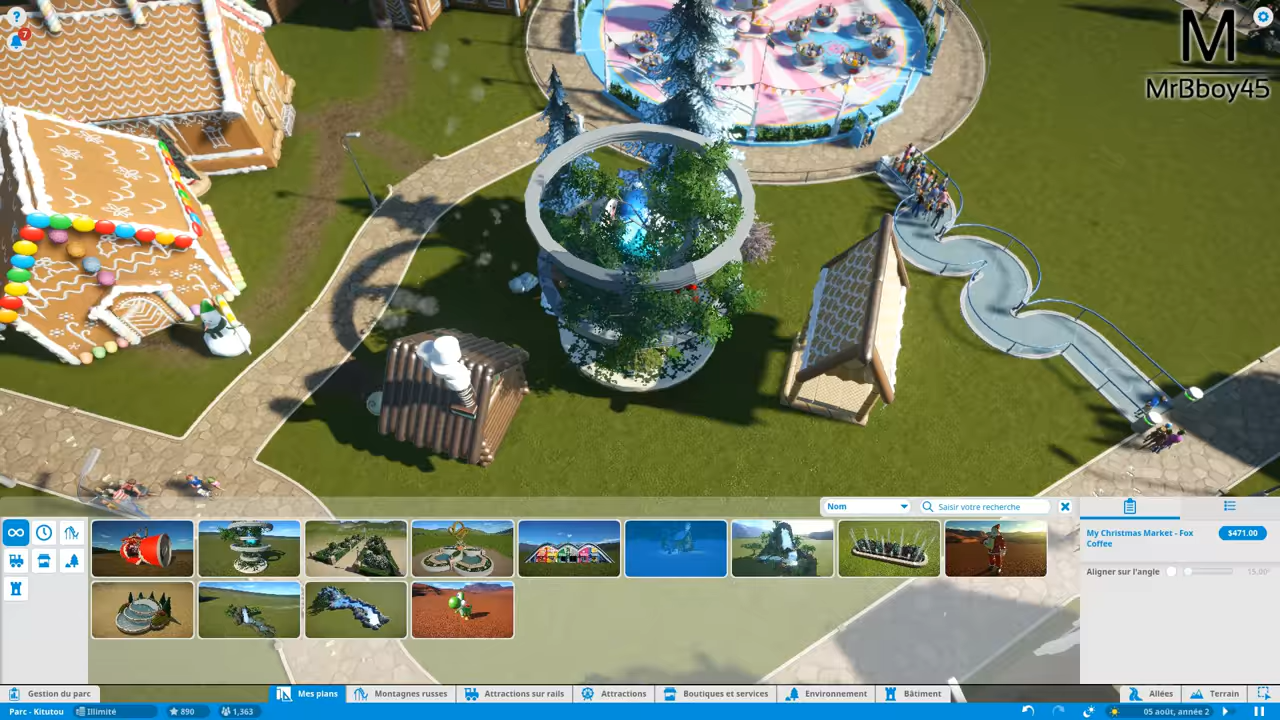 ?
7
M
MrBboy45
Nom
Saisir votre recherche
My Christmas Market - Fox
Coffee
$471.00
Aligner sur l'angle
15,00°
Gestion du parc
Mes plans
Montagnes russes
Attractions sur rails
Attractions
Boutiques et services
Environnement
Bâtiment
Allées
Terrain
Parc - Kitutou
Illimité
890
1,363
05 août, année 2